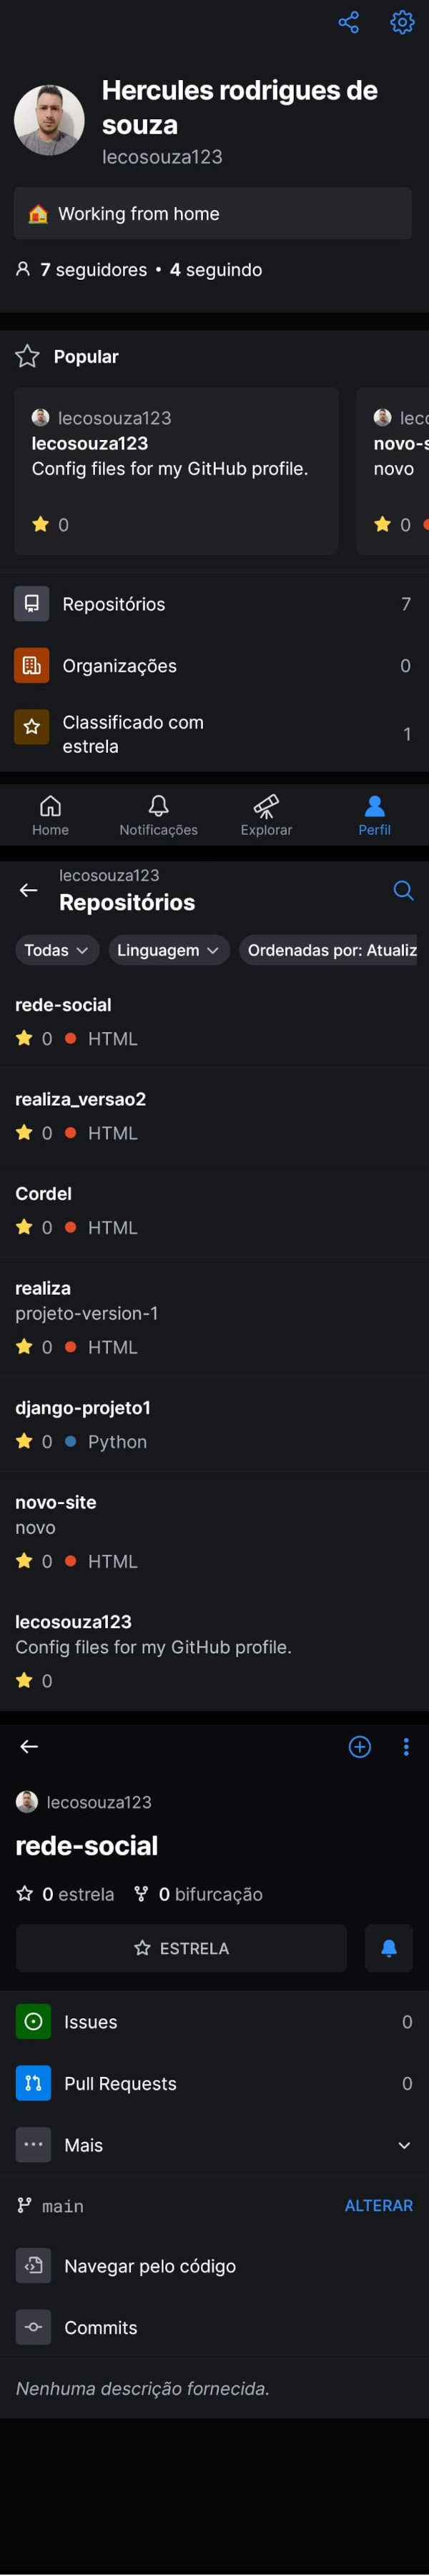 Hercules rodrigues de
souza
lecosouza123
Working from home
7 seguidores • 4 seguindo
Popular
lecosouza123
lecosouza123
Config files for my GitHub profile.
0
lec
novo-s
novo
0
Repositórios 7
Organizações 0
Classificado com
estrela
1
Home Notificações Explorar Perfil
lecosouza123
Repositórios
Todas Linguagem Ordenadas por: Atualiz
rede-social
0 HTML
realiza_versao2
0 HTML
Cordel
0 HTML
realiza
projeto-version-1
0 HTML
django-projeto1
0 Python
novo-site
novo
0 HTML
lecosouza123
Config files for my GitHub profile.
0
lecosouza123
rede-social
0 estrela 0 bifurcação
ESTRELA
Issues 0
Pull Requests 0
Mais
main ALTERAR
Navegar pelo código
Commits
Nenhuma descrição fornecida.